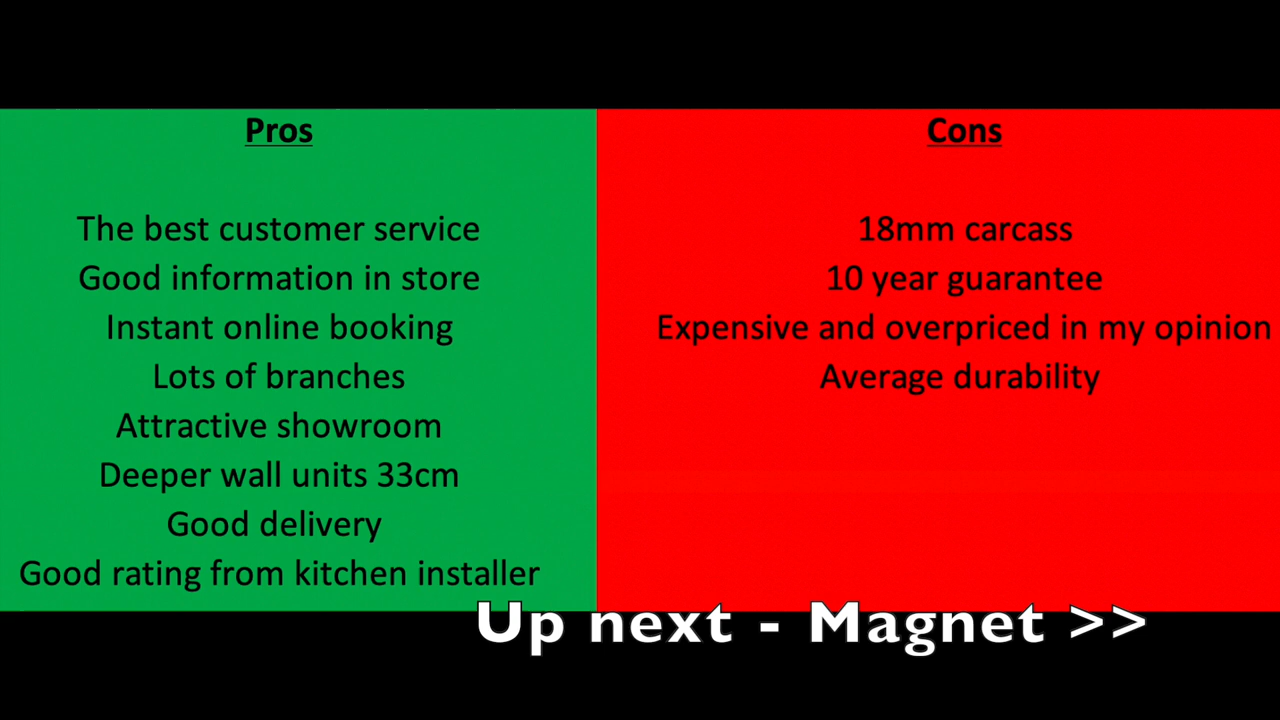 Pros
The best customer service
Good information in store
Instant online booking
Lots of branches
Attractive showroom
Deeper wall units 33cm
Good delivery
Good rating from kitchen installer
Cons
18mm carcass
10 year guarantee
Expensive and overpriced in my opinion
Average durability
Up next - Magnet >>